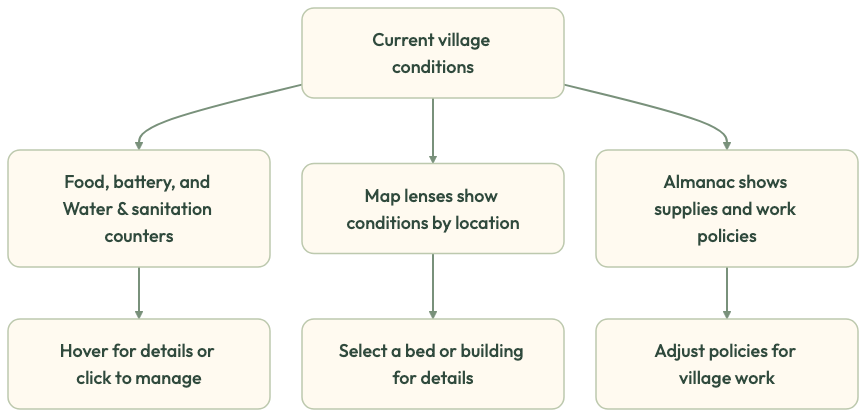 Current village
conditions
Food, battery, and
Water & sanitation
counters
Map lenses show
conditions by location
Almanac shows
supplies and work
policies
Hover for details or
click to manage
Select a bed or building
for details
Adjust policies for
village work